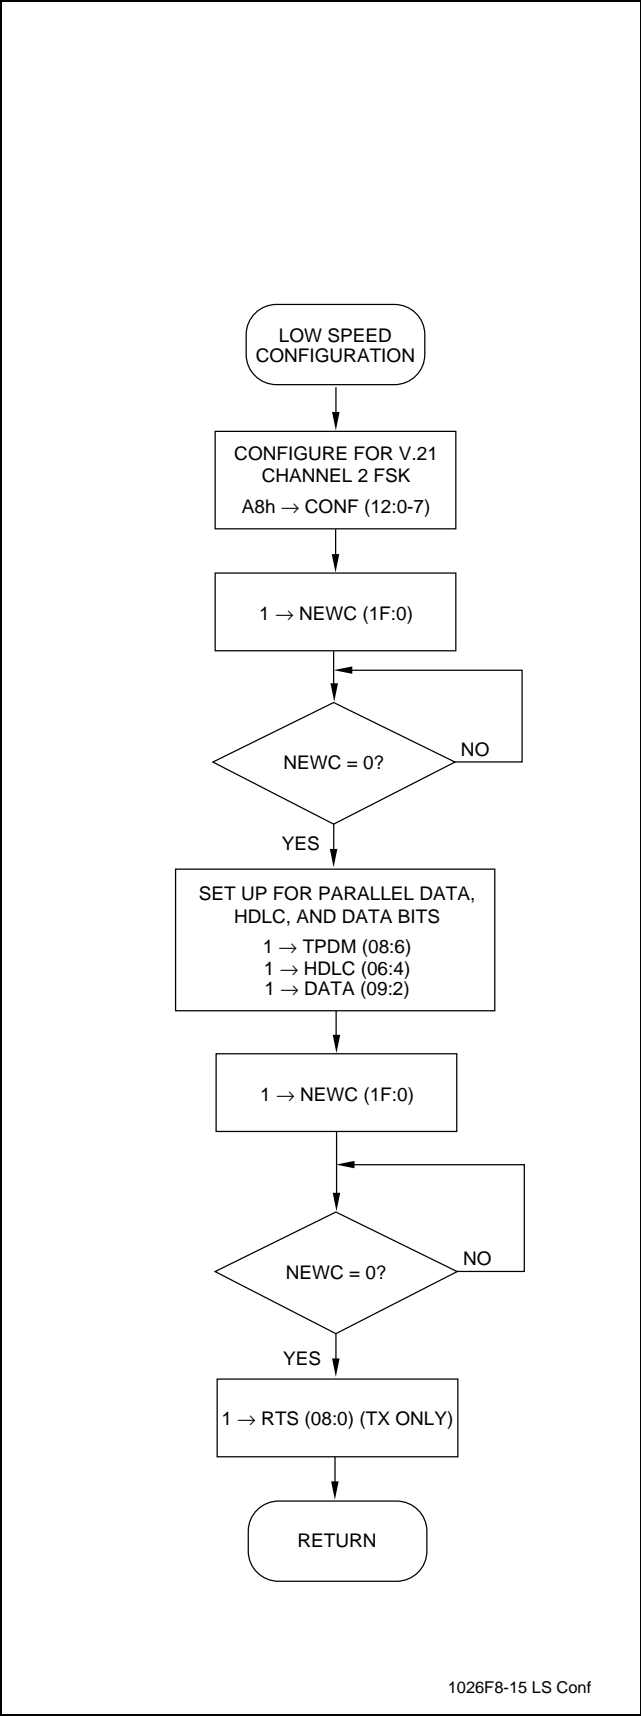 LOW SPEED
CONFIGURATION
CONFIGURE FOR V.21
CHANNEL 2 FSK
A8h → CONF (12:0-7)
1 → NEWC (1F:0)
NEWC = 0?
NO
YES
SET UP FOR PARALLEL DATA,
HDLC, AND DATA BITS
1 → TPDM (08:6)
1 → HDLC (06:4)
1 → DATA (09:2)
1 → NEWC (1F:0)
NEWC = 0?
NO
YES
1 → RTS (08:0) (TX ONLY)
RETURN
1026F8-15 LS Conf